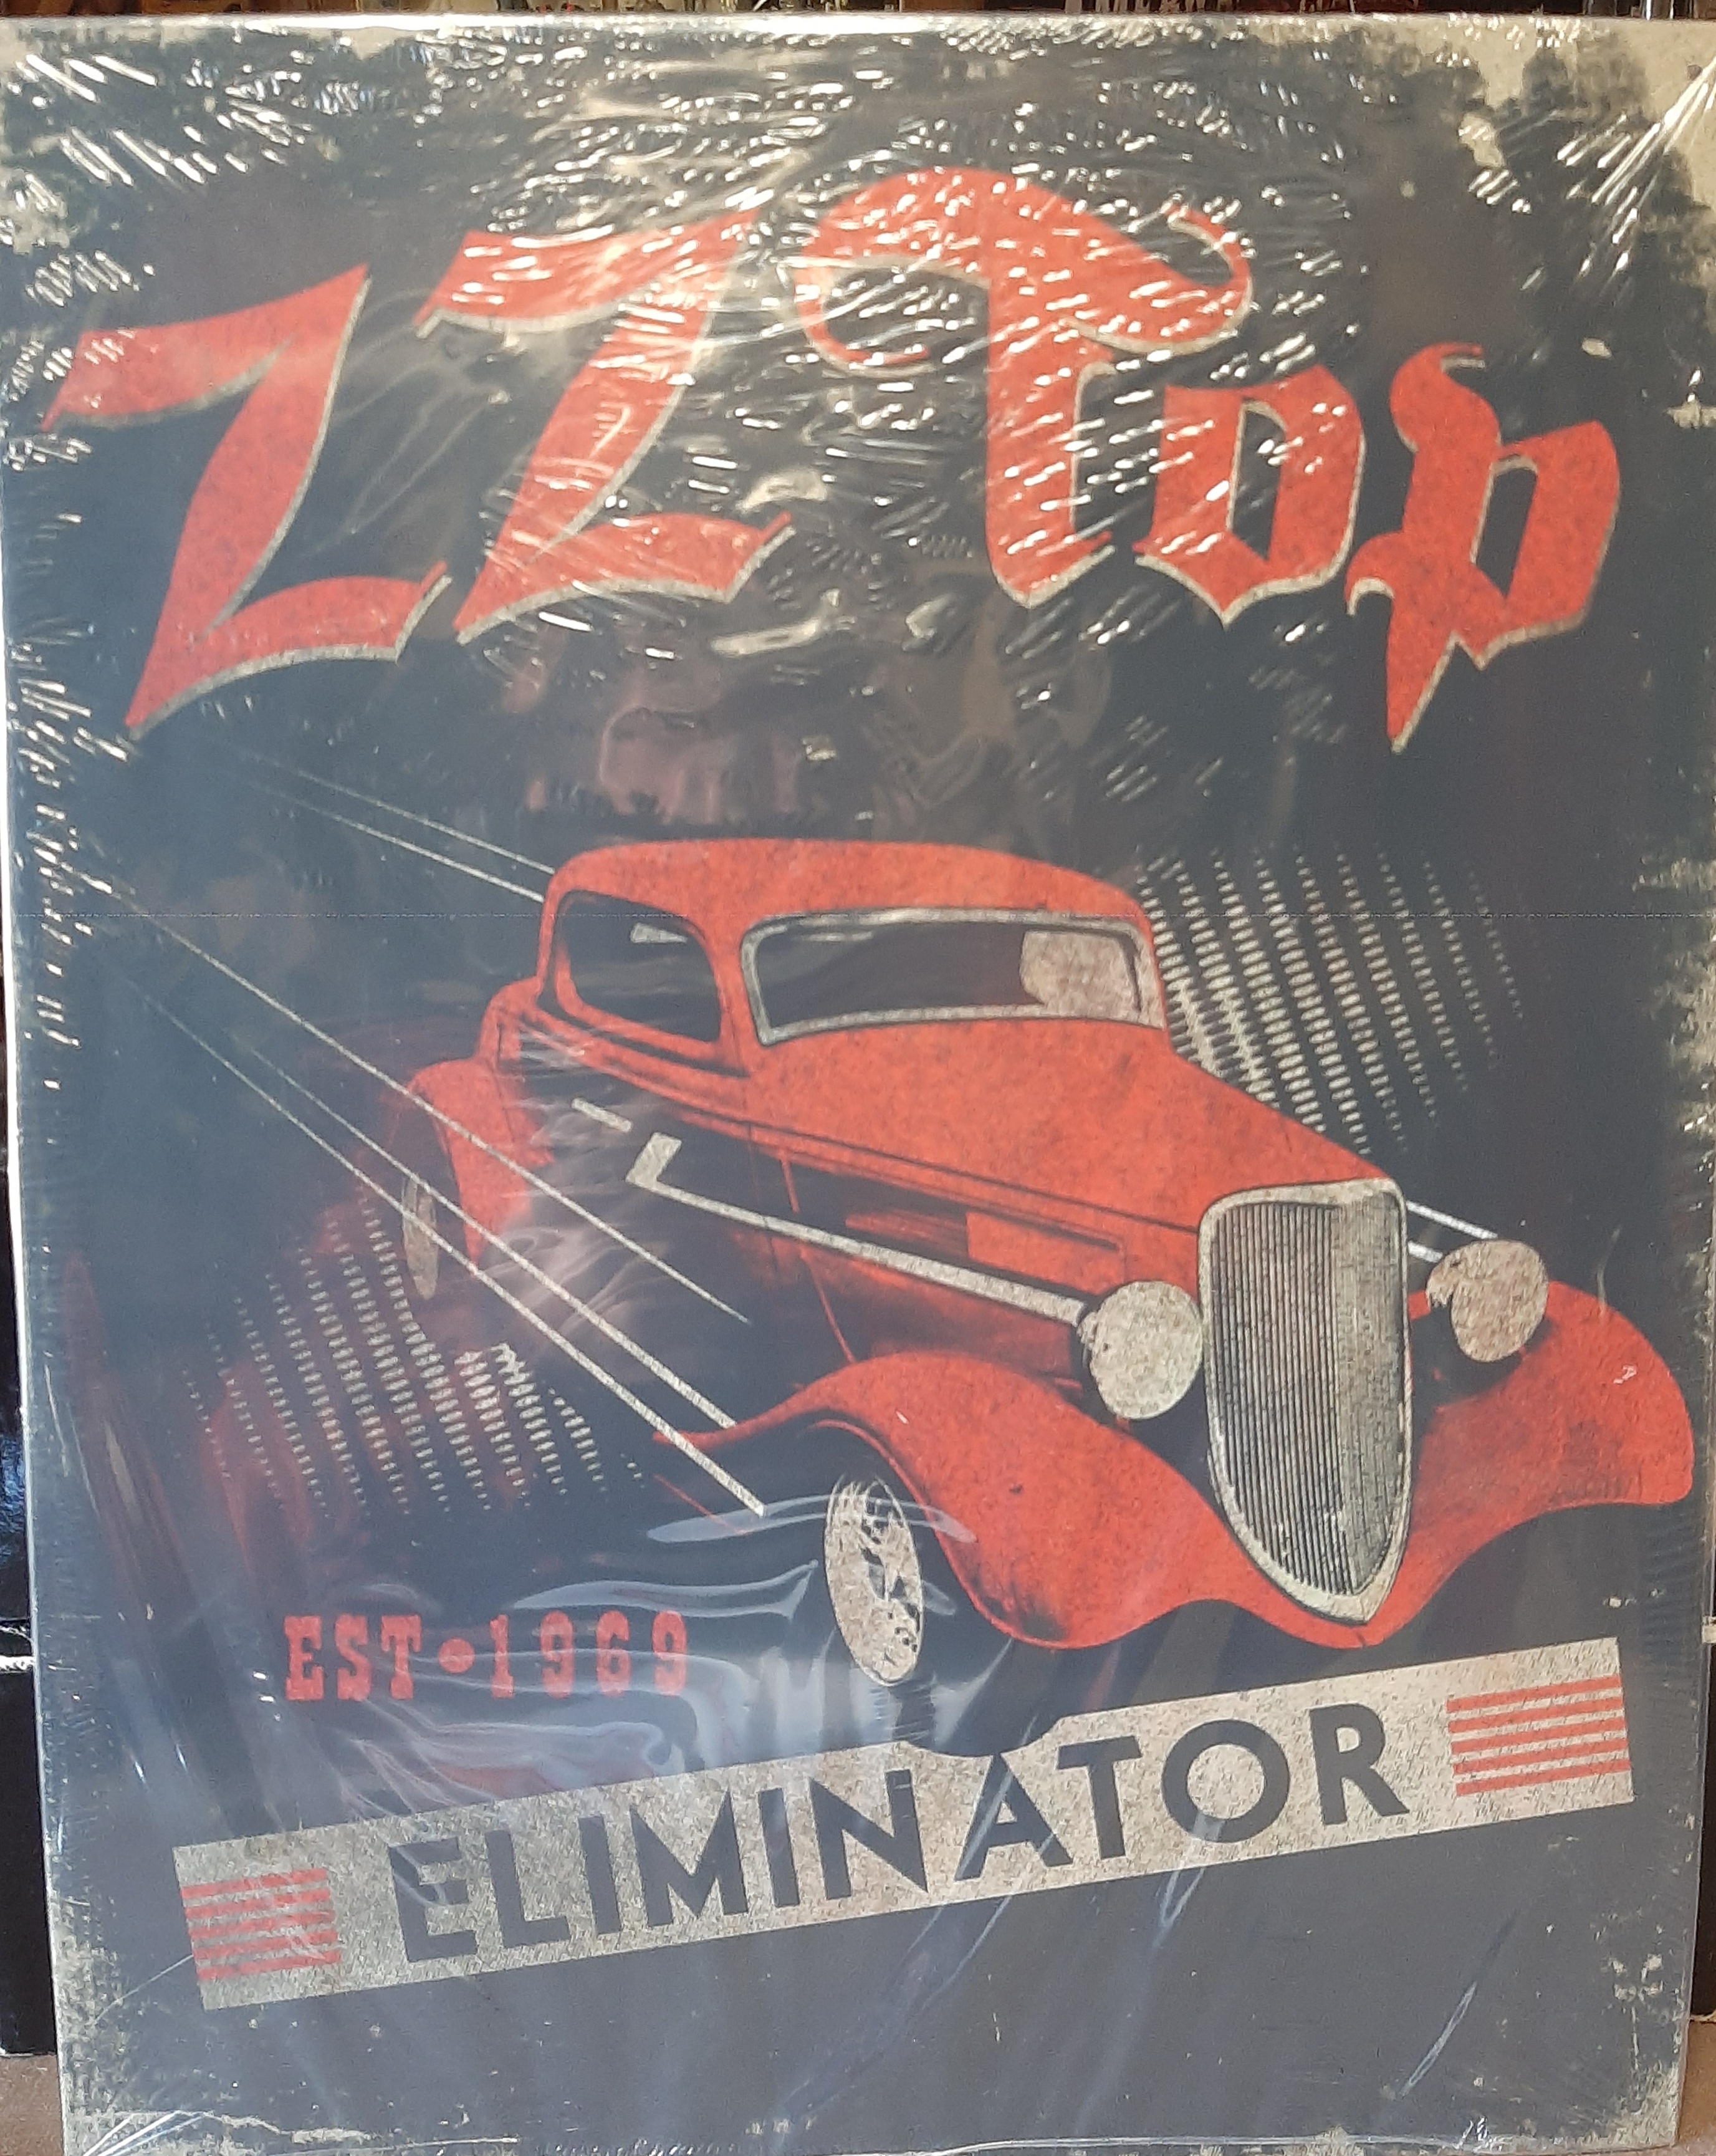 ZZ Top
EST•1969
ELIMINATOR